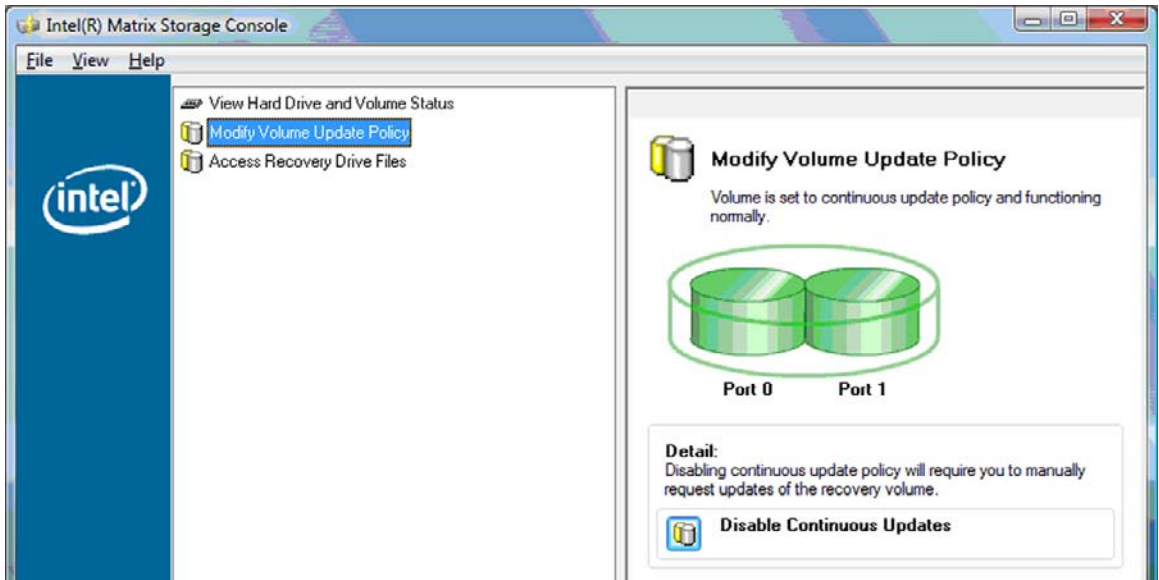 Intel(R) Matrix Storage Console
File View Help
intel
View Hard Drive and Volume Status
Modify Volume Update Policy
Access Recovery Drive Files
Modify Volume Update Policy
Volume is set to continuous update policy and functioning
normally.
Port 0 Port 1
Detail:
Disabling continuous update policy will require you to manually
request updates of the recovery volume.
Disable Continuous Updates